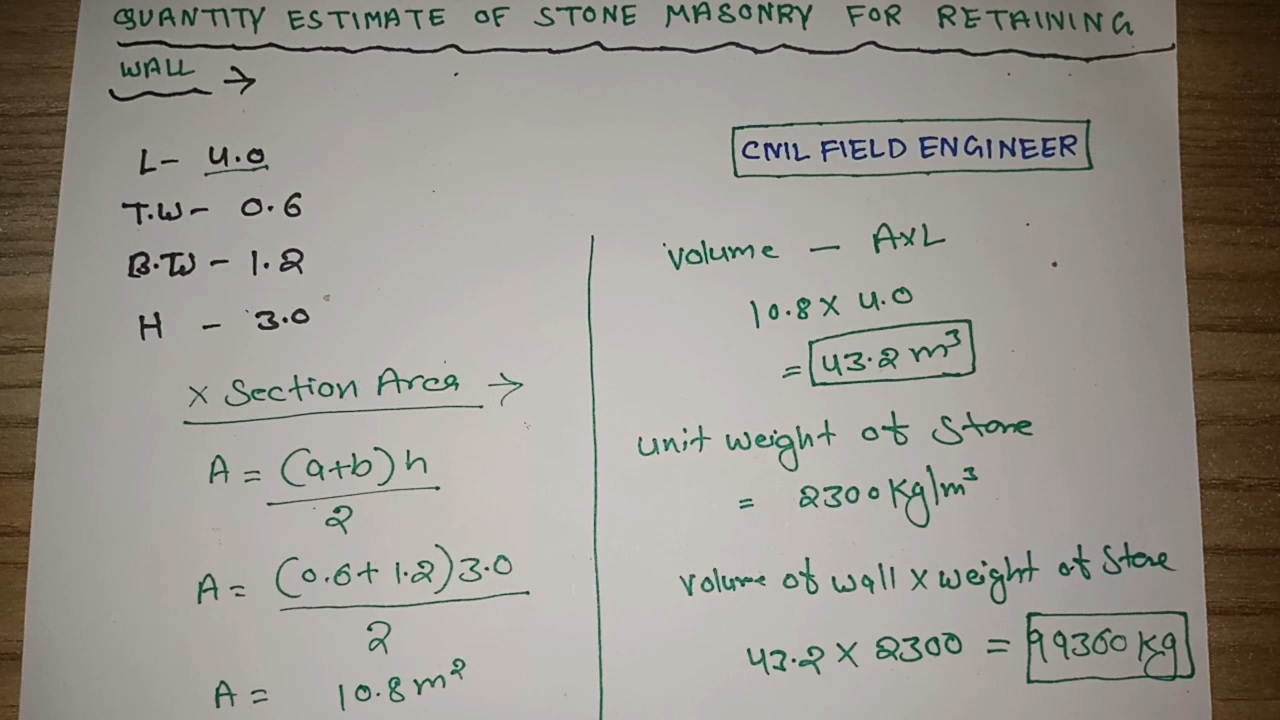 QUANTITY ESTIMATE OF STONE MASONRY FOR RETAINING
WALL →
L- 4.0
T.W- 0.6
B.W - 1.2
H - 3.0
X Section Area →
A = (a+b)h
2
A = (0.6+1.2)3.0
2
A = 10.8m²
CIVIL FIELD ENGINEER
Volume - AxL
10.8 x 4.0
= 43.2 m³
unit weight of Stone
= 2300 Kg/m³
Volume of wall x weight of Stone
43.2 x 2300 = 99360 Kg